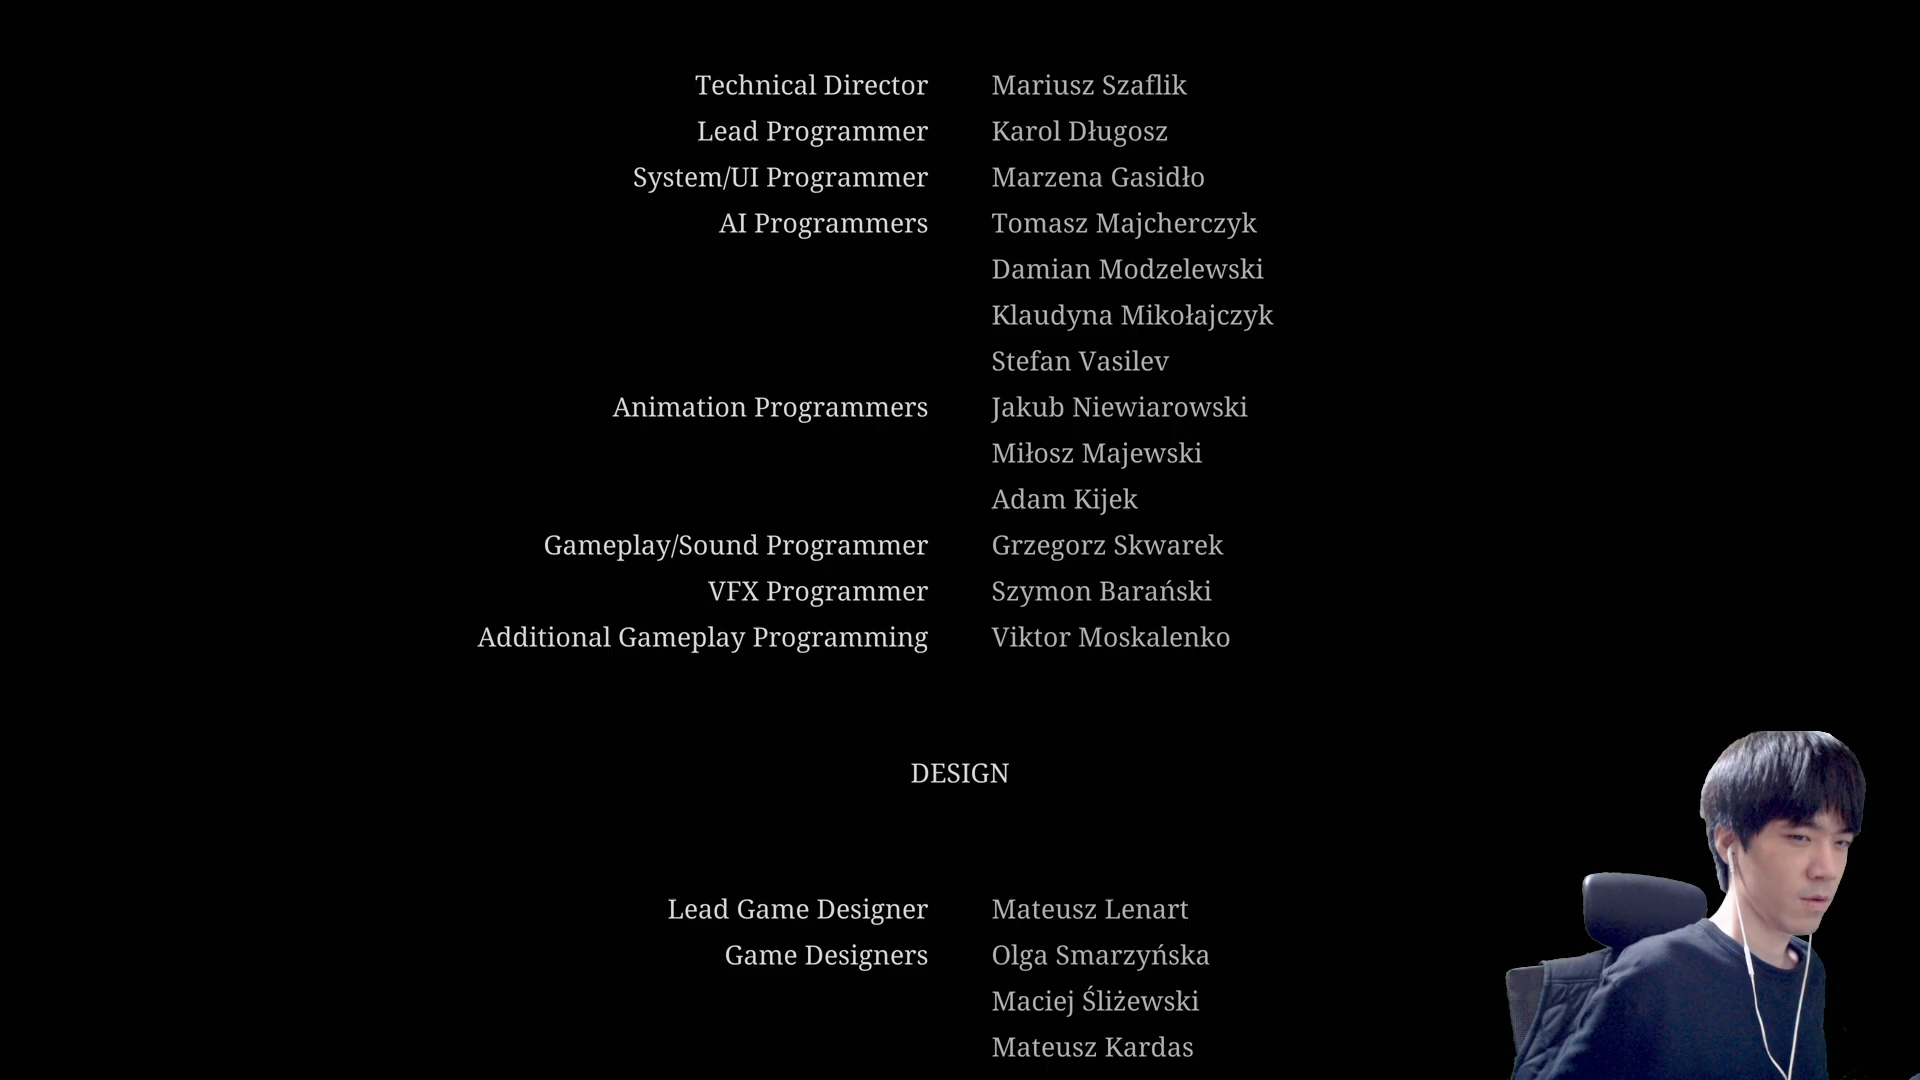 Technical Director Mariusz Szaflik
Lead Programmer Karol Długosz
System/UI Programmer Marzena Gasidło
AI Programmers Tomasz Majcherczyk
Damian Modzelewski
Klaudyna Mikołajczyk
Stefan Vasilev
Animation Programmers Jakub Niewiarowski
Miłosz Majewski
Adam Kijek
Gameplay/Sound Programmer Grzegorz Skwarek
VFX Programmer Szymon Barański
Additional Gameplay Programming Viktor Moskalenko
DESIGN
Lead Game Designer Mateusz Lenart
Game Designers Olga Smarzyńska
Maciej Śliżewski
Mateusz Kardas